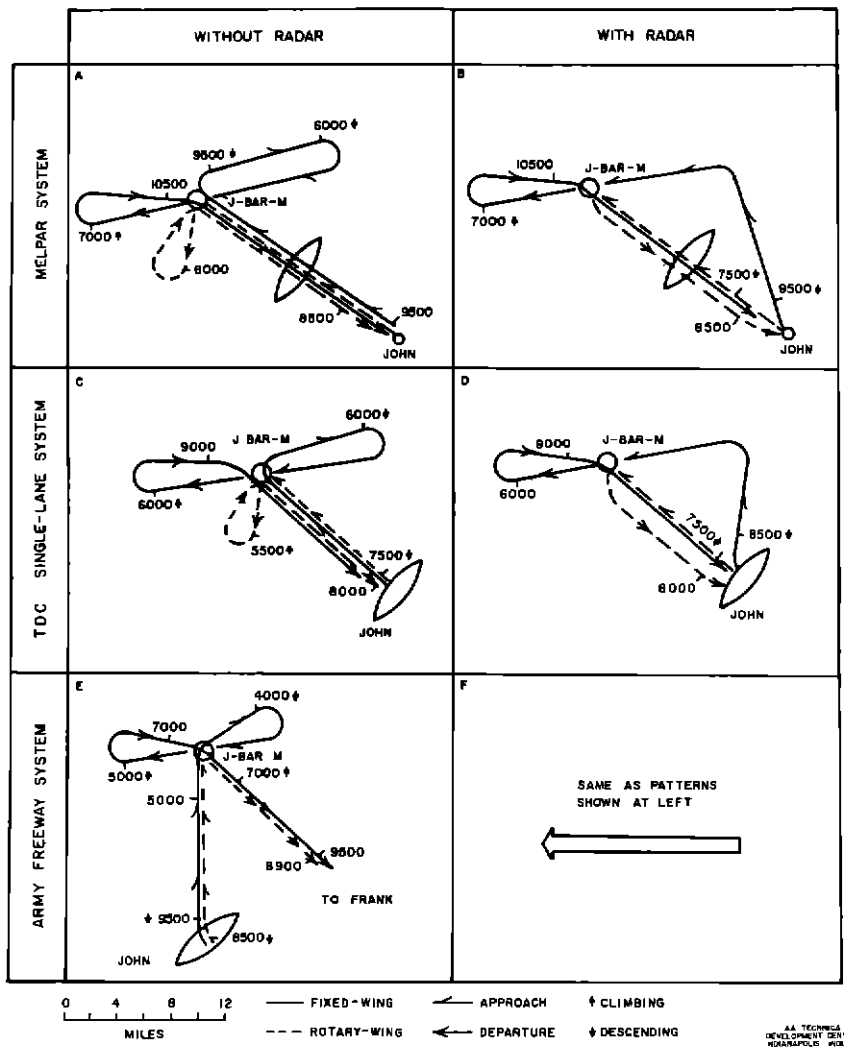 WITHOUT RADAR
WITH RADAR
MELPAR SYSTEM
A
6000
9500
10500
J-BAR-M
7000
6000
8500
9500
JOHN
B
10500
J-BAR-M
7000
7500
9500
8500
JOHN
TDC SINGLE-LANE SYSTEM
C
6000
J BAR-M
9000
6000
5500
7500
8000
JOHN
D
9000
J-BAR-M
6000
7500
8500
8000
JOHN
ARMY FREEWAY SYSTEM
E
4000
7000
J-BAR M
5000
7000
5000
9500
8900
TO FRANK
9500
8500
JOHN
F
SAME AS PATTERNS
SHOWN AT LEFT
0 4 8 12
MILES
FIXED-WING
APPROACH
CLIMBING
ROTARY-WING
DEPARTURE
DESCENDING